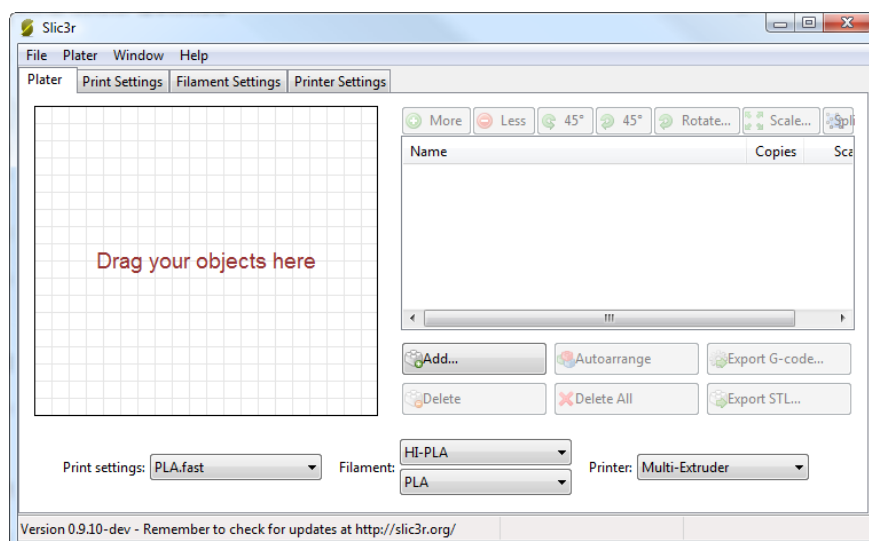 Slic3r
File Plater Window Help
Plater Print Settings Filament Settings Printer Settings
More Less 45° 45° Rotate... Scale... Spli
Name Copies Sca
Drag your objects here
Add... Autoarrange Export G-code...
Delete Delete All Export STL...
Print settings: PLA.fast Filament: HI-PLA Printer: Multi-Extruder
PLA
Version 0.9.10-dev - Remember to check for updates at http://slic3r.org/